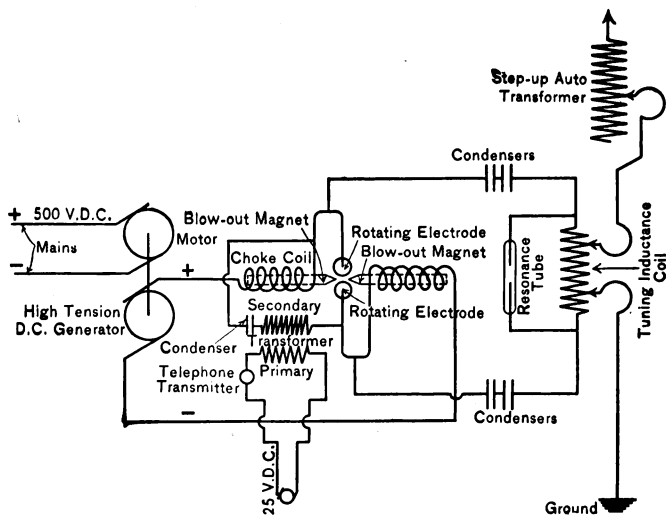 Step-up Auto
Transformer
Condensers
+ 500 V.D.C.
Mains
−
Motor
+
High Tension
D.C. Generator
Blow-out Magnet
Rotating Electrode
Blow-out Magnet
Choke Coil
Rotating Electrode
Secondary
Condenser
Transformer
Primary
Telephone
Transmitter
−
25 V.D.C.
Resonance
Tube
Tuning Inductance
Coil
Condensers
Ground